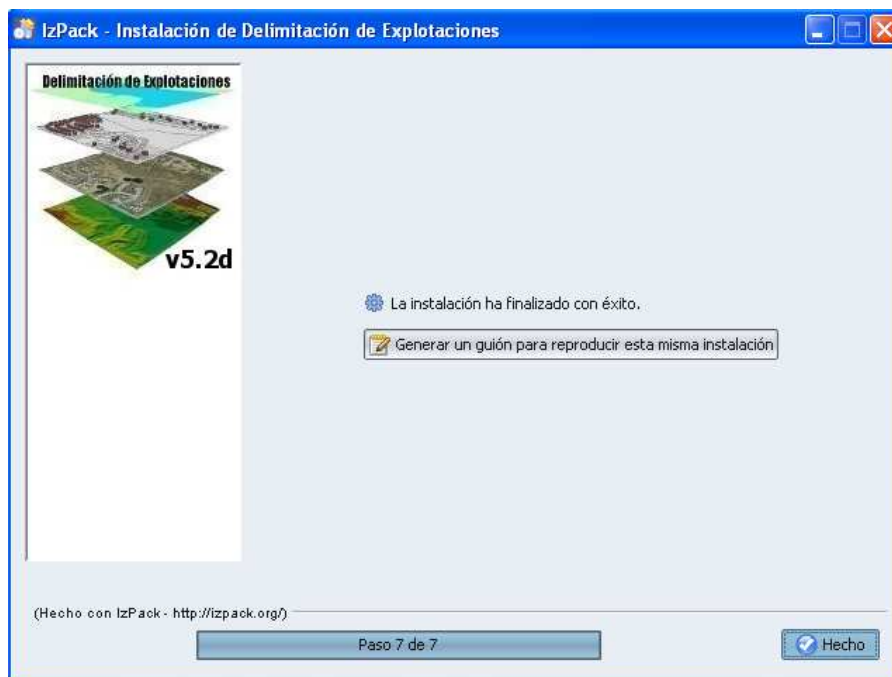 IzPack - Instalación de Delimitación de Explotaciones
Delimitación de Explotaciones
v5.2d
La instalación ha finalizado con éxito.
Generar un guión para reproducir esta misma instalación
(Hecho con IzPack - http://izpack.org/)
Paso 7 de 7
Hecho